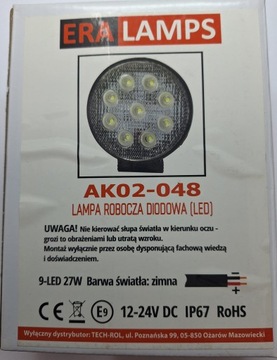 ERA LAMPS
AK02-048
LAMPA ROBOCZA DIODOWA (LED)
UWAGA! Nie kierować słupa światła w kierunku oczu -
grozi to obrażeniami lub utratą wzroku.
Montaż wyłącznie przez osobę dysponującą fachową wiedzą
i doświadczeniem.
9-LED 27W Barwa światła: zimna
- +
CE E9 12-24V DC IP67 RoHS
Wyłączny dystrybutor: TECH-ROL, ul. Poznańska 99, 05-850 Ożarów Mazowiecki